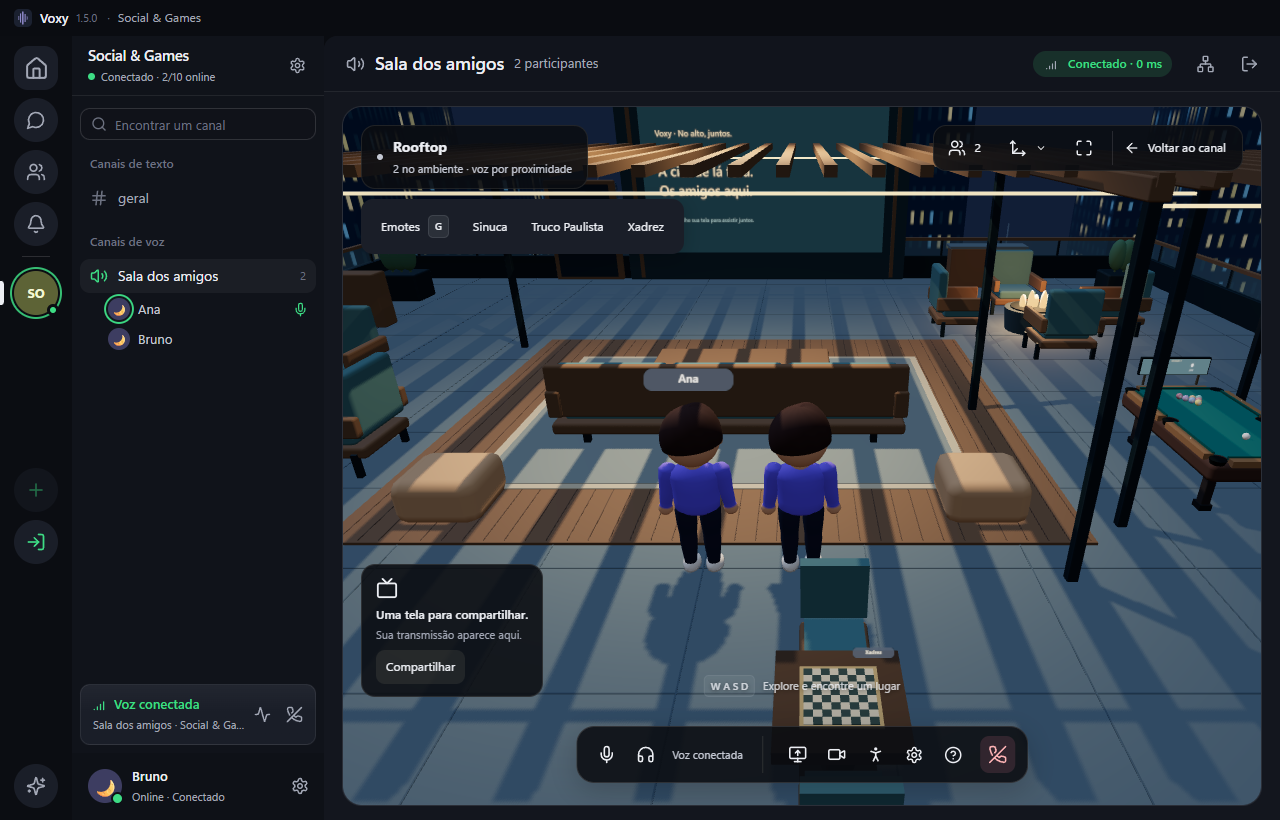 Voxy 1.5.0 · Social & Games
Social & Games
Conectado · 2/10 online
Encontrar um canal
Canais de texto
# geral
Canais de voz
Sala dos amigos 2
Ana
Bruno
SO
Voz conectada
Sala dos amigos · Social & Ga...
Bruno
Online · Conectado
Sala dos amigos 2 participantes
Conectado · 0 ms
Rooftop
2 no ambiente · voz por proximidade
Voxy · No alto, juntos.
Os amigos aqui.
2
Voltar ao canal
Emotes G Sinuca Truco Paulista Xadrez
Ana
Uma tela para compartilhar.
Sua transmissão aparece aqui.
Compartilhar
Xadrez
WASD Explore e encontre um lugar
Voz conectada